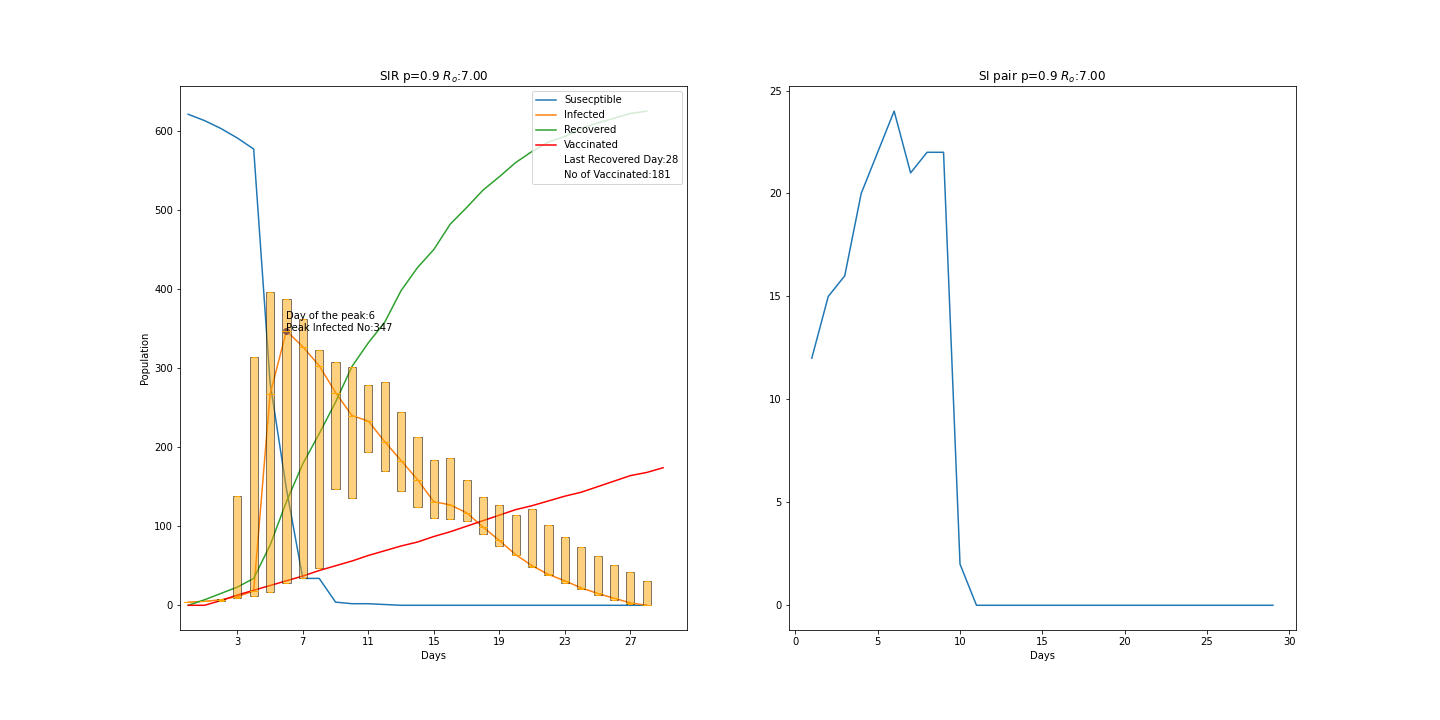 SIR p=0.9 Rₒ:7.00
Susecptible
Infected
Recovered
Vaccinated
Last Recovered Day:28
No of Vaccinated:181
600
500
400
300
200
100
0
Population
Day of the peak:6
Peak Infected No:347
3 7 11 15 19 23 27
Days
SI pair p=0.9 Rₒ:7.00
25
20
15
10
5
0
0 5 10 15 20 25 30
Days